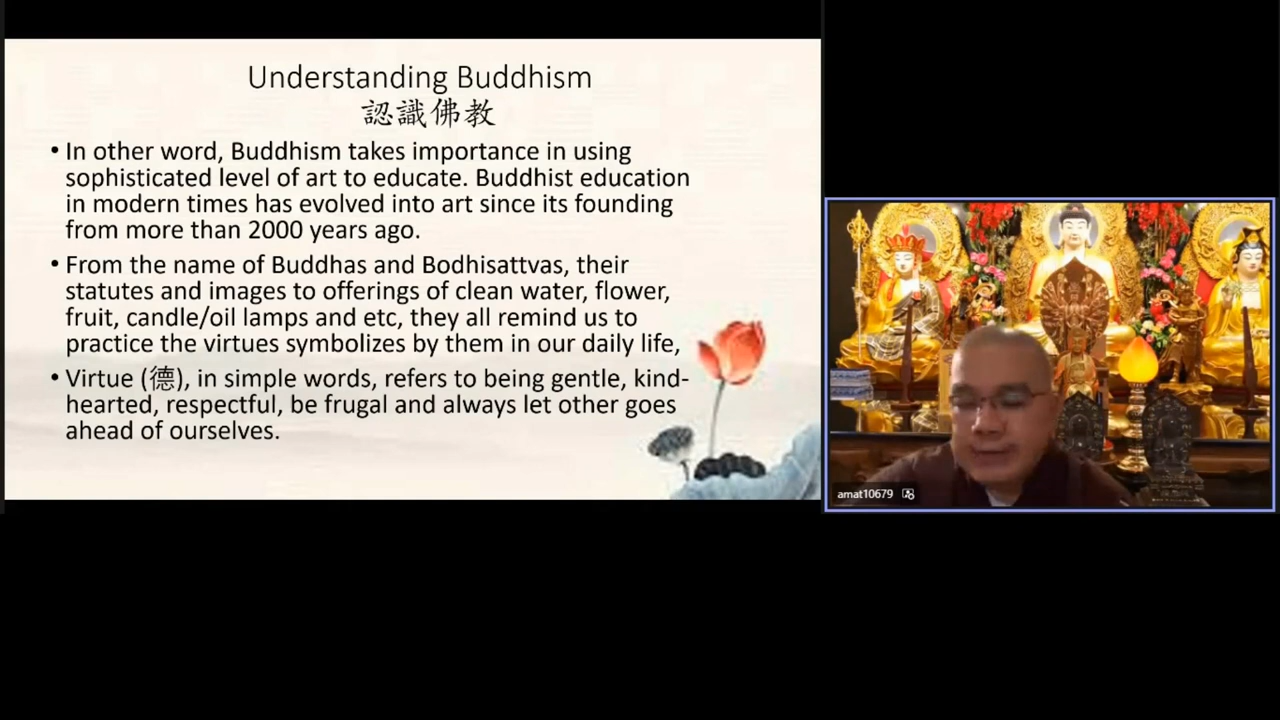 Understanding Buddhism
認識佛教
• In other word, Buddhism takes importance in using
sophisticated level of art to educate. Buddhist education
in modern times has evolved into art since its founding
from more than 2000 years ago.
• From the name of Buddhas and Bodhisattvas, their
statutes and images to offerings of clean water, flower,
fruit, candle/oil lamps and etc, they all remind us to
practice the virtues symbolizes by them in our daily life,
• Virtue (德), in simple words, refers to being gentle, kind-
hearted, respectful, be frugal and always let other goes
ahead of ourselves.
amat10679